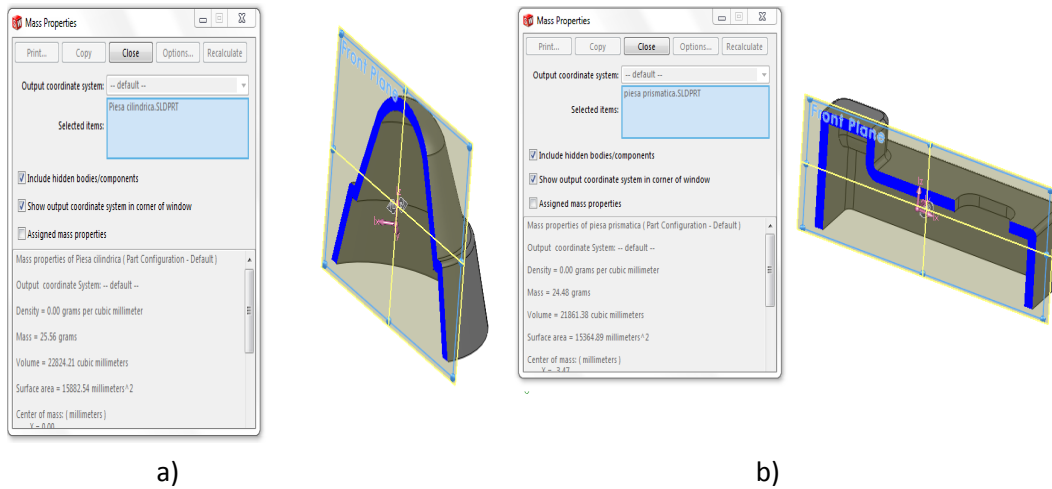 Mass Properties
Print... Copy Close Options... Recalculate
Output coordinate system: -- default --
Piesa cilindrica.SLDPRT
Selected items:
Include hidden bodies/components
Show output coordinate system in corner of window
Assigned mass properties
Mass properties of Piesa cilindrica ( Part Configuration - Default )
Output coordinate System: -- default --
Density = 0.00 grams per cubic millimeter
Mass = 25.56 grams
Volume = 22824.21 cubic millimeters
Surface area = 15882.54 millimeters^2
Center of mass: ( millimeters )
X = 0.00
Front Plane
a)
Mass Properties
Print... Copy Close Options... Recalculate
Output coordinate system: -- default --
piesa prismatica.SLDPRT
Selected items:
Include hidden bodies/components
Show output coordinate system in corner of window
Assigned mass properties
Mass properties of piesa prismatica ( Part Configuration - Default )
Output coordinate System: -- default --
Density = 0.00 grams per cubic millimeter
Mass = 24.48 grams
Volume = 21861.38 cubic millimeters
Surface area = 15364.89 millimeters^2
Center of mass: ( millimeters )
X = -3.47
Front Plane
b)